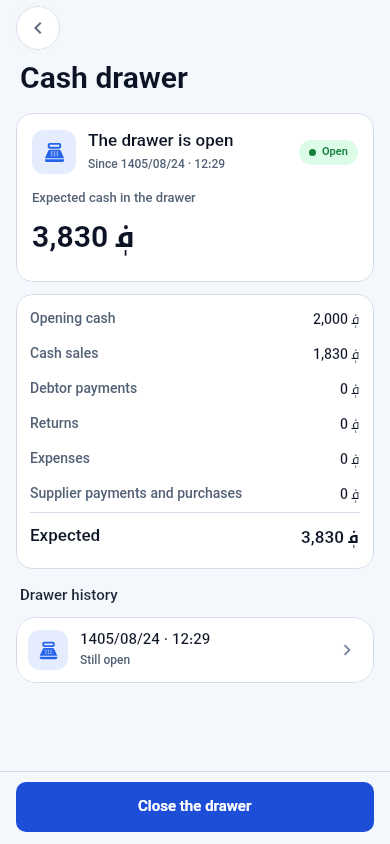 Cash drawer
The drawer is open
Since 1405/08/24 · 12:29
Open
Expected cash in the drawer
3,830 ؋
Opening cash 2,000 ؋
Cash sales 1,830 ؋
Debtor payments 0 ؋
Returns 0 ؋
Expenses 0 ؋
Supplier payments and purchases 0 ؋
Expected 3,830 ؋
Drawer history
1405/08/24 · 12:29
Still open
Close the drawer